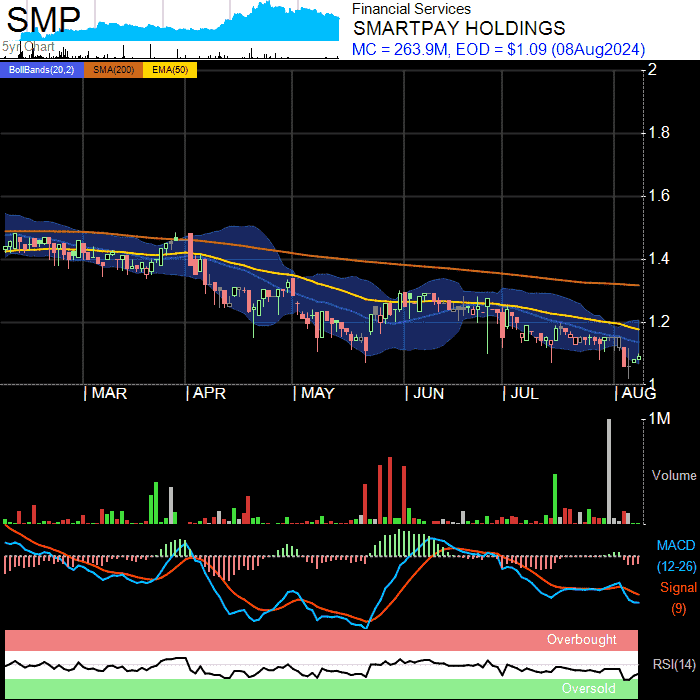 SMP
5yr Chart
Financial Services
SMARTPAY HOLDINGS
MC = 263.9M, EOD = $1.09 (08Aug2024)
BollBands(20,2) SMA(200) EMA(50)
2
1.8
1.6
1.4
1.2
1
| MAR | APR | MAY | JUN | JUL | AUG
1M
Volume
MACD
(12-26)
Signal
(9)
Overbought
RSI(14)
Oversold